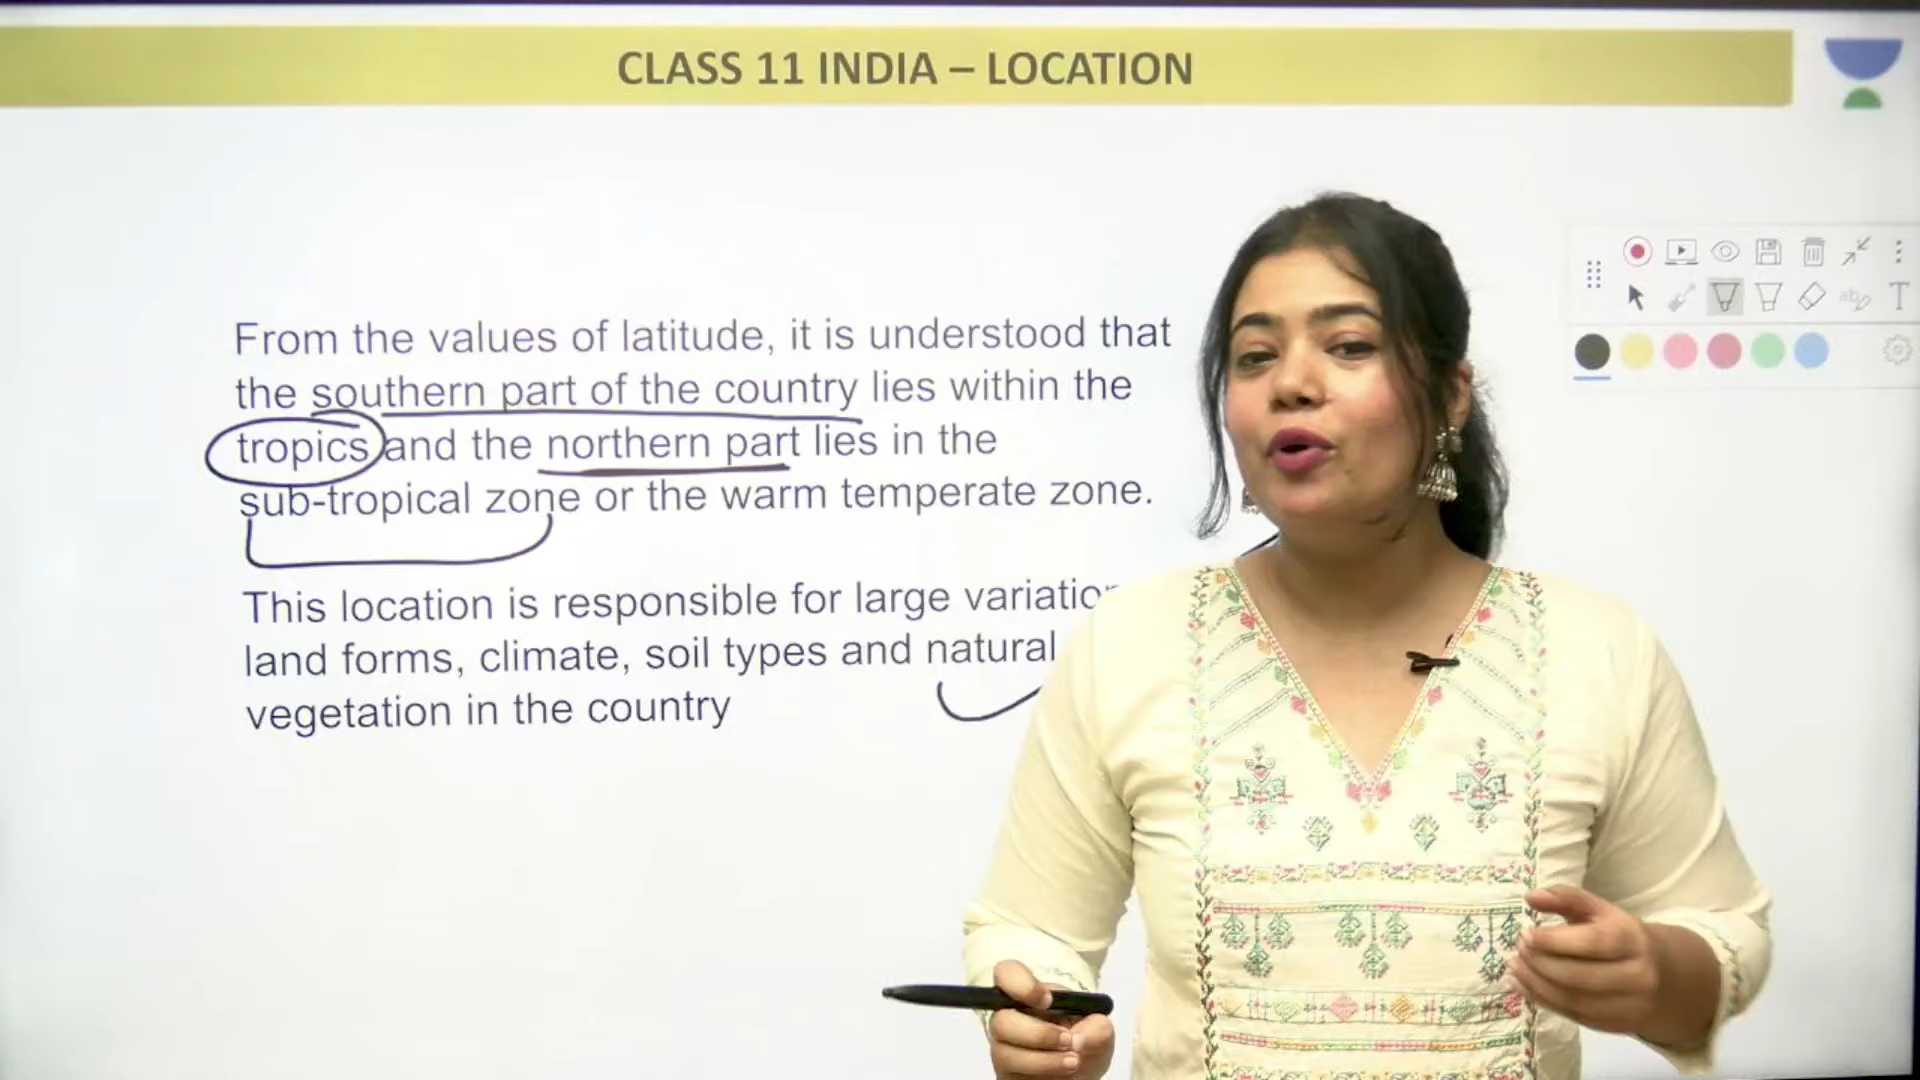 CLASS 11 INDIA – LOCATION
From the values of latitude, it is understood that
the southern part of the country lies within the
tropics and the northern part lies in the
sub-tropical zone or the warm temperate zone.
This location is responsible for large
land forms, climate, soil types and natural
vegetation in the country
ab
T